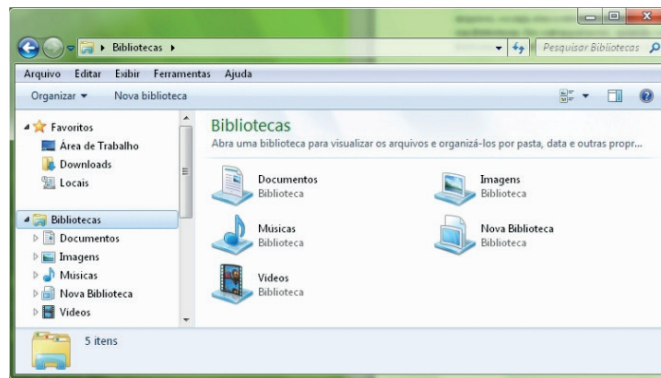 Bibliotecas
Pesquisar Bibliotecas
Arquivo Editar Exibir Ferramentas Ajuda
Organizar Nova biblioteca
Favoritos
Área de Trabalho
Downloads
Locais
Bibliotecas
Documentos
Imagens
Músicas
Nova Biblioteca
Vídeos
Bibliotecas
Abra uma biblioteca para visualizar os arquivos e organizá-los por pasta, data e outras propr...
Documentos
Biblioteca
Imagens
Biblioteca
Músicas
Biblioteca
Nova Biblioteca
Biblioteca
Vídeos
Biblioteca
5 itens